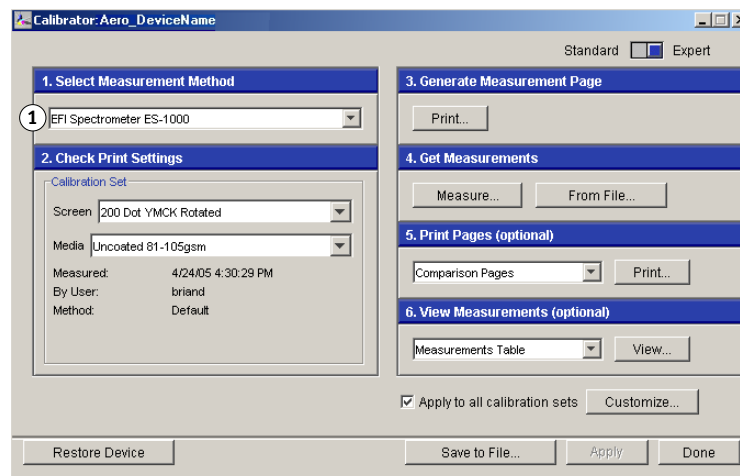 Calibrator: Aero_DeviceName
Standard Expert
1. Select Measurement Method
1 EFI Spectrometer ES-1000
2. Check Print Settings
Calibration Set
Screen 200 Dot YMCK Rotated
Media Uncoated 81-105gsm
Measured: 4/24/05 4:30:29 PM
By User: briand
Method: Default
3. Generate Measurement Page
Print...
4. Get Measurements
Measure... From File...
5. Print Pages (optional)
Comparison Pages Print...
6. View Measurements (optional)
Measurements Table View...
Apply to all calibration sets Customize...
Restore Device Save to File... Apply Done